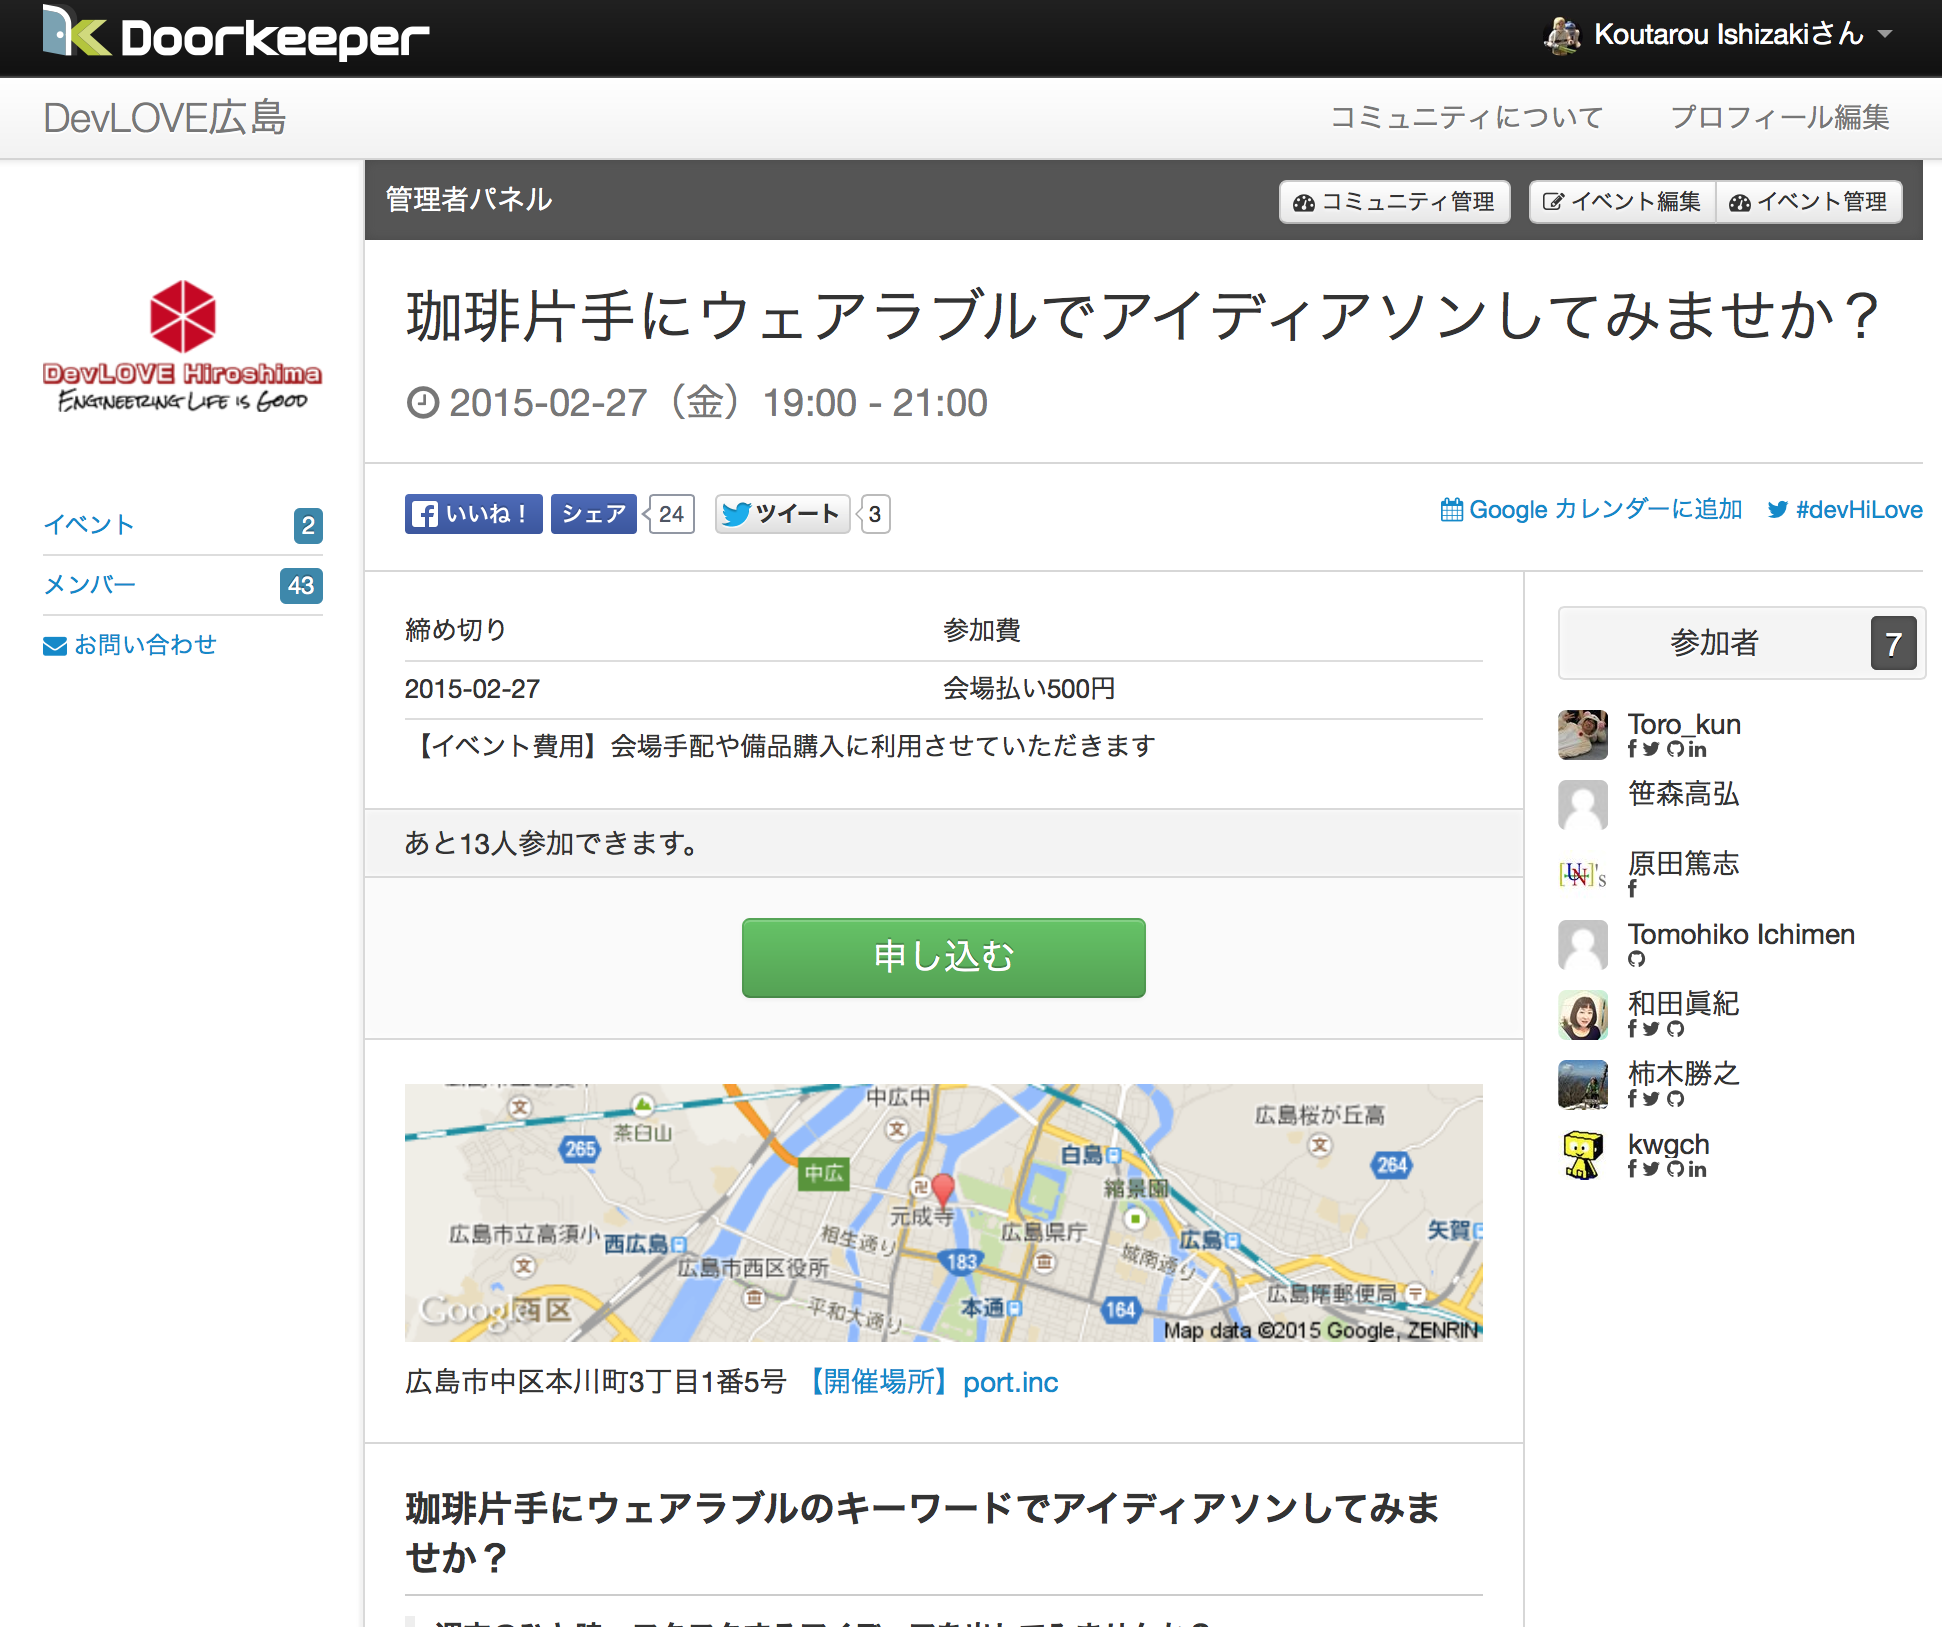 Doorkeeper
Koutarou Ishizakiさん
DevLOVE広島
コミュニティについて
プロフィール編集
管理者パネル
コミュニティ管理
イベント編集
イベント管理
DevLOVE Hiroshima
ENGINEERING LIFE IS GOOD
イベント 2
メンバー 43
お問い合わせ
珈琲片手にウェアラブルでアイディアソンしてみませか？
2015-02-27（金）19:00 - 21:00
いいね！
シェア
24
ツイート
3
Google カレンダーに追加
#devHiLove
締め切り
参加費
2015-02-27
会場払い500円
【イベント費用】会場手配や備品購入に利用させていただきます
あと13人参加できます。
申し込む
中広中
文
茶臼山
文
265
中広
文
白島
広島桜が丘高
文
264
縮景園
卍
元成寺
広島市立高須小
文
西広島
相生通り
広島県庁
183
城南通り
広島
矢賀
広島市西区役所
平和大通り
本通
164
広島曙郵便局
Google
西区
Map data ©2015 Google, ZENRIN
広島市中区本川町3丁目1番5号 【開催場所】port.inc
珈琲片手にウェアラブルのキーワードでアイディアソンしてみま
せか？
参加者 7
Toro_kun
笹森高弘
[UN]'s
原田篤志
Tomohiko Ichimen
和田眞紀
柿木勝之
kwgch